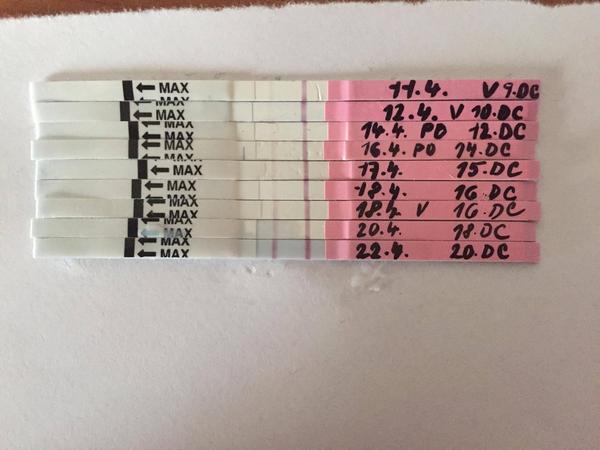 MAX 11.4. V 9.DC
MAX 12.4. V 10.DC
MAX 14.4. PO 12.DC
MAX 16.4. PO 14.DC
MAX 17.4. 15.DC
MAX 18.4. 16.DC
MAX 18.4. V 16.DC
MAX 20.4. 18.DC
MAX 22.4. 20.DC